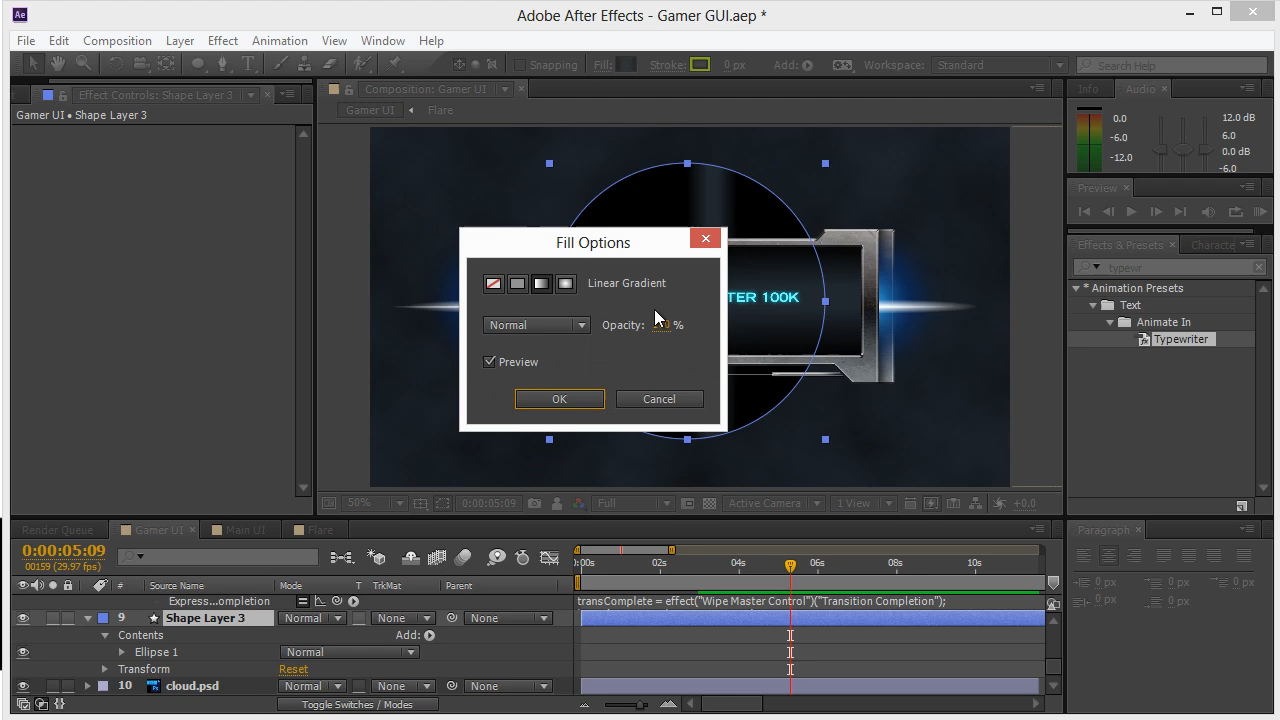 Ae
Adobe After Effects - Gamer GUI.aep *
File Edit Composition Layer Effect Animation View Window Help
Snapping Fill: Stroke: 0 px Add: Workspace: Standard Search Help
Effect Controls: Shape Layer 3
Composition: Gamer UI
Info Audio
Gamer UI • Shape Layer 3
Gamer UI Flare
0.0 12.0 dB
-6.0 6.0
0.0 dB
-12.0
-6.0
Preview
Effects & Presets Characte
typewr
* Animation Presets
Text
Animate In
Typewriter
Fill Options
Linear Gradient
Normal Opacity: %
Preview
OK Cancel
TER 100K
50% 0:00:05:09 Full Active Camera 1 View +0.0
Render Queue Gamer UI Main UI Flare
Paragraph
0:00:05:09
00159 (29.97 fps)
:00s 02s 04s 06s 08s 10s
# Source Name Mode T TrkMat Parent
Express...ompletion
transComplete = effect("Wipe Master Control")("Transition Completion");
9 Shape Layer 3 Normal None None
Contents Add:
Ellipse 1 Normal
Transform Reset
10 cloud.psd Normal None None
Toggle Switches / Modes
0 px 0 px 0 px
0 px 0 px